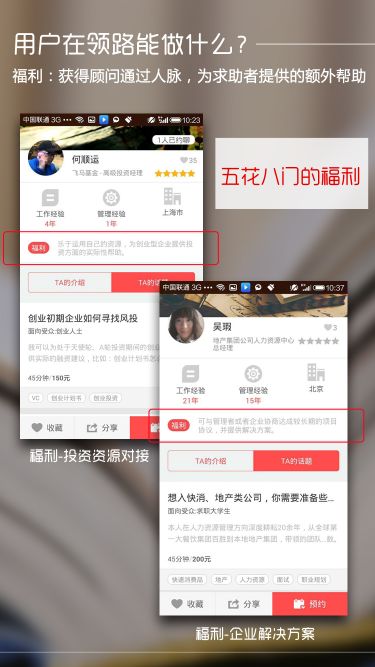 用户在领路能做什么？
福利：获得顾问通过人脉，为求助者提供的额外帮助
五花八门的福利
中国联通 3G
10:23
1人已约聊
何顺运
35
飞马基金·高级投资经理
工作经验
4年
管理经验
1年
上海市
福利
乐于运用自己的资源，为创业型企业提供投
资方面的实际性帮助。
TA的介绍
TA的话题
创业初期企业如何寻找风投
面向受众:创业人士
我可以为处于天使轮、A轮投资期间的创
供实际的融资建议，比如：创业计划书怎
45分钟/150元
VC
创业计划书
创业投资
收藏
分享
福利-投资资源对接
中国联通 3G
10:37
吴瑕
3
地产集团公司人力资源中心
总经理
工作经验
21年
管理经验
15年
北京
福利
可与管理者或者企业协商达成较长期的项目
协议，并提供解决方案。
TA的介绍
TA的话题
想入快消、地产类公司，你需要准备些...
面向受众:求职大学生
本人在人力资源管理方向深度耕耘20余年，从全球第
一大餐饮集团百胜到本地地产集团，带领的团队...数
45分钟/200元
快速消费品
地产
人力资源
面试
职业规划
收藏
分享
预约
福利-企业解决方案